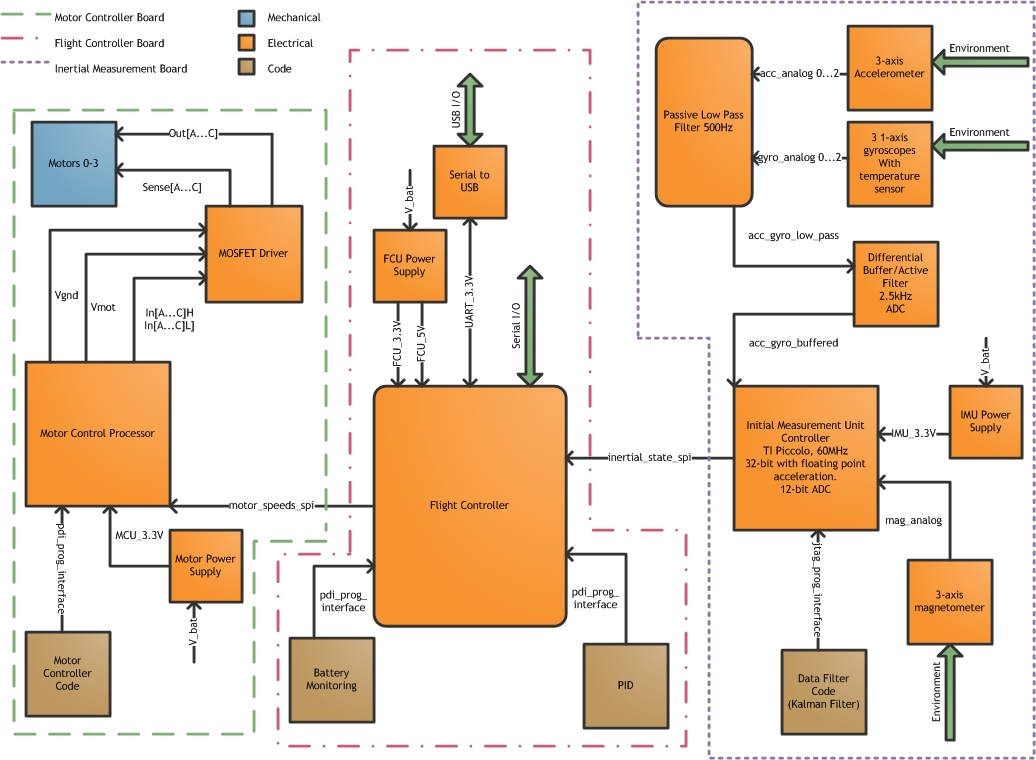 Motor Controller Board
Mechanical
Flight Controller Board
Electrical
Inertial Measurement Board
Code
Motors 0-3
Out[A...C]
Sense[A...C]
MOSFET Driver
Vgnd
Vmot
In[A...C]H
In[A...C]L]
Motor Control Processor
motor_speeds_spi
pdi_prog_interface
MCU_3.3V
Motor Power
Supply
V_bat
Motor
Controller
Code
USB I/O
Serial to
USB
V_bat
FCU Power
Supply
FCU_3.3V
FCU_5V
UART_3.3V
Serial I/O
Flight Controller
inertial_state_spi
pdi_prog_
interface
Battery
Monitoring
pdi_prog_
interface
PID
Passive Low Pass
Filter 500Hz
acc_analog 0...2
3-axis
Accelerometer
Environment
gyro_analog 0...2
3 1-axis
gyroscopes
With
temperature
sensor
Environment
acc_gyro_low_pass
Differential
Buffer/Active
Filter
2.5kHz
ADC
acc_gyro_buffered
V_bat
Initial Measurement Unit
Controller
TI Piccolo, 60MHz
32-bit with floating point
acceleration.
12-bit ADC
IMU_3.3V
IMU Power
Supply
mag_analog
jtag_prog_interface
3-axis
magnetometer
Data Filter
Code
(Kalman Filter)
Environment